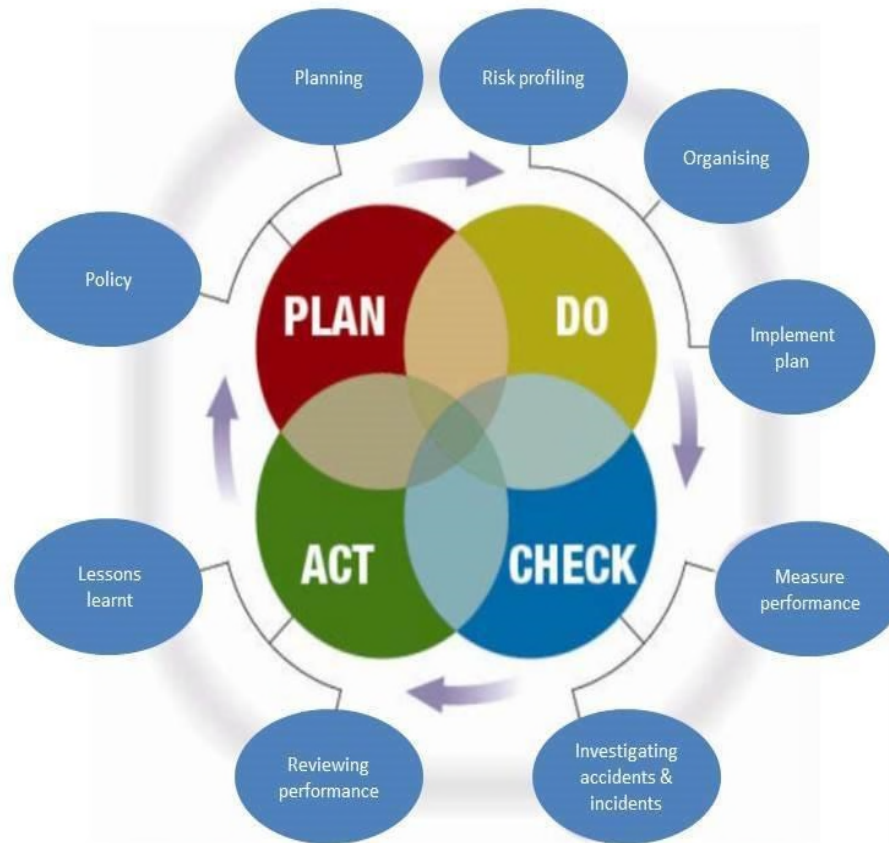 Planning
Risk profiling
Organising
Policy
PLAN
DO
Implement
plan
ACT
CHECK
Lessons
learnt
Measure
performance
Reviewing
performance
Investigating
accidents &
incidents